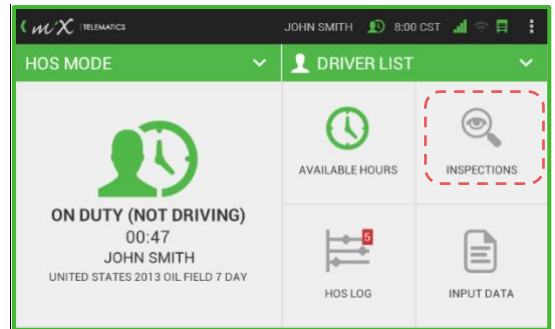 miX TELEMATICS
JOHN SMITH 8:00 CST
HOS MODE
DRIVER LIST
AVAILABLE HOURS
INSPECTIONS
ON DUTY (NOT DRIVING)
00:47
JOHN SMITH
UNITED STATES 2013 OIL FIELD 7 DAY
5
HOS LOG
INPUT DATA